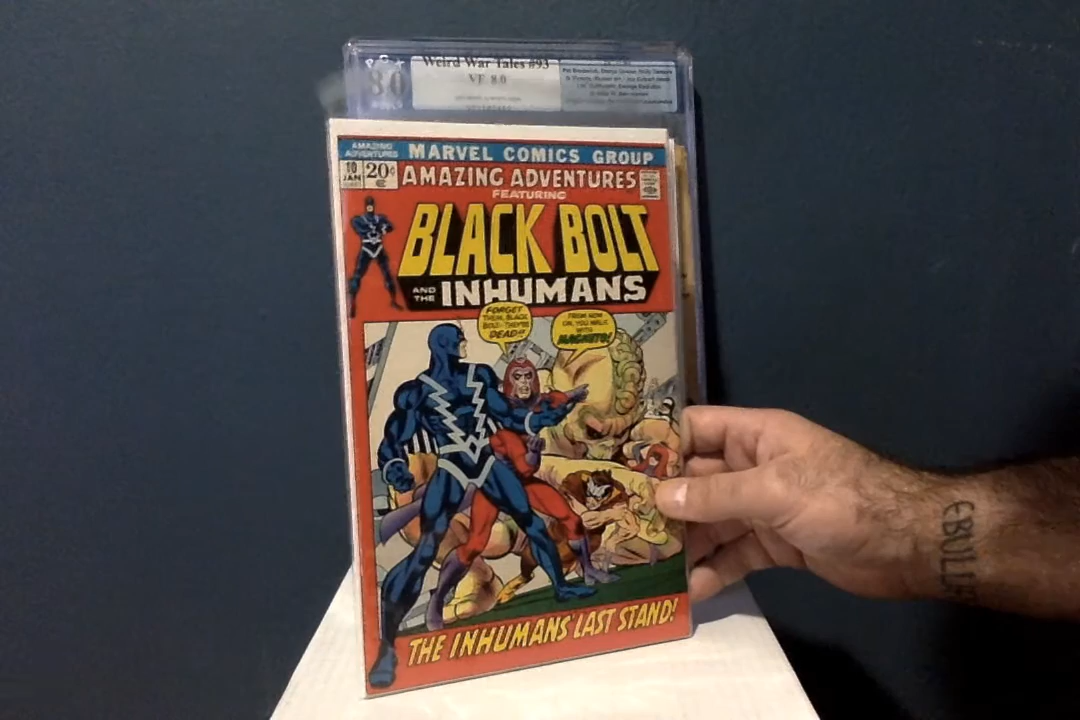 Weird War Tales #93
8.0
VF 8.0
AMAZING
ADVENTURES
MARVEL COMICS GROUP
10
JAN
20¢
AMAZING ADVENTURES
FEATURING
BLACK BOLT
AND THE
INHUMANS
FORGET
THEM, BLACK
BOLT--THEY'RE
DEAD!!
FROM NOW
ON, YOU WALK
WITH
MAGNETO!
THE INHUMANS' LAST STAND!